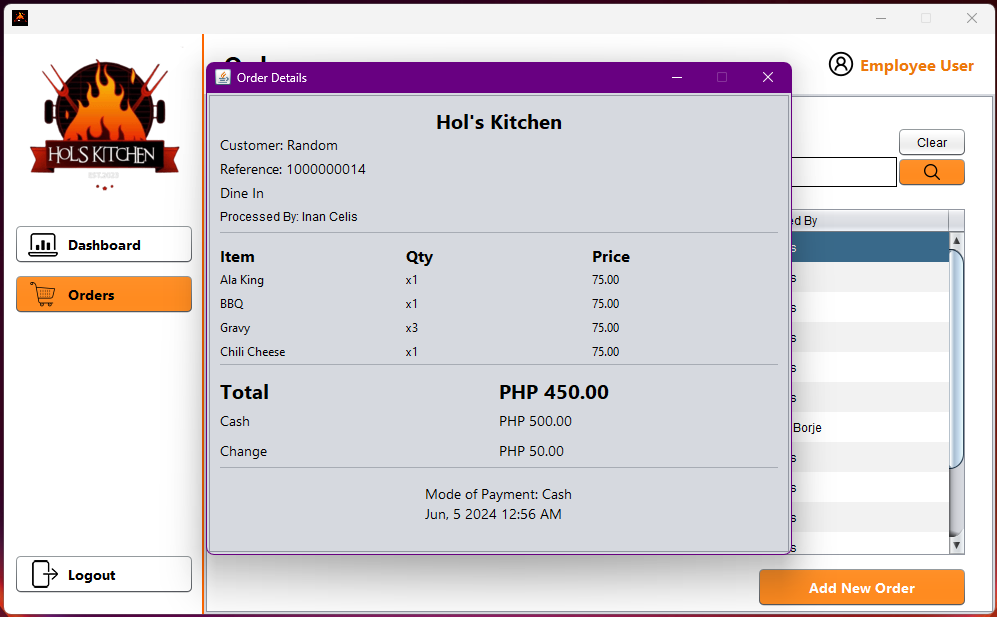 Order Details
Employee User
HOL'S KITCHEN
EST.2023
Hol's Kitchen
Customer: Random
Reference: 1000000014
Dine In
Processed By: Inan Celis
Clear
Dashboard
Orders
Item Qty Price
Ala King x1 75.00
BBQ x1 75.00
Gravy x3 75.00
Chili Cheese x1 75.00
Total PHP 450.00
Cash PHP 500.00
Change PHP 50.00
Mode of Payment: Cash
Jun, 5 2024 12:56 AM
ed By
s
s
s
s
s
s
Borje
s
s
s
s
Logout
Add New Order